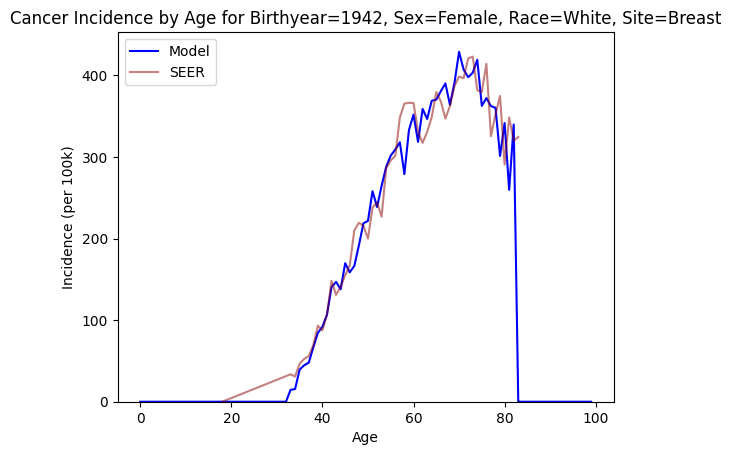 Cancer Incidence by Age for Birthyear=1942, Sex=Female, Race=White, Site=Breast
Model
SEER
Incidence (per 100k)
400
300
200
100
0
0 20 40 60 80 100
Age